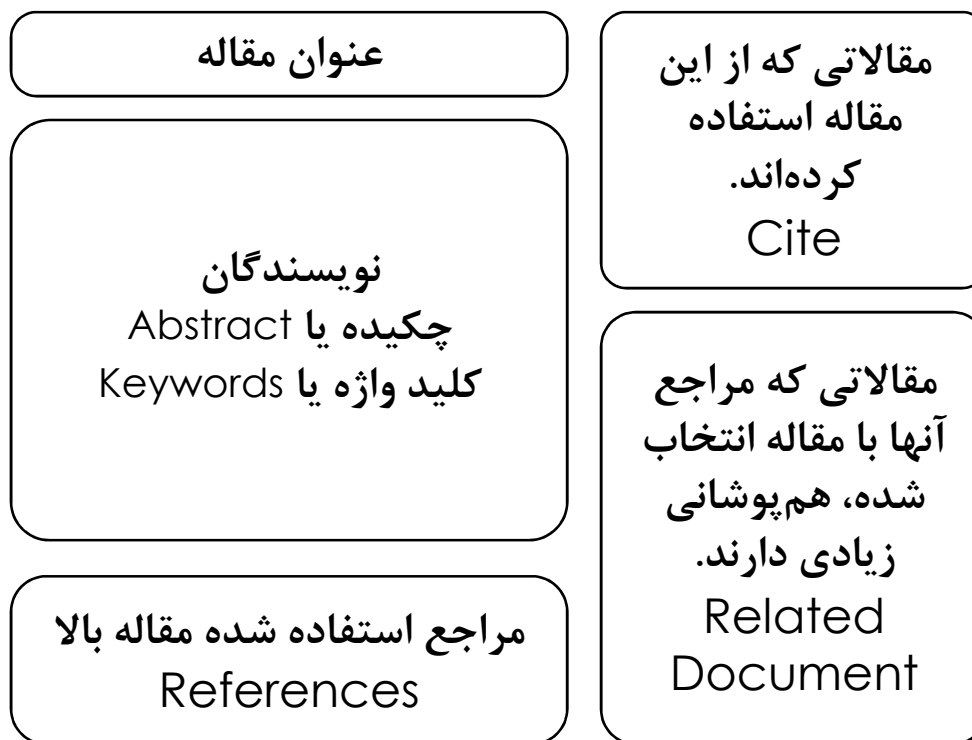 عنوان مقاله
نویسندگان
چکیده یا Abstract
کلید واژه یا Keywords
مراجع استفاده شده مقاله بالا
References
مقالاتی که از این
مقاله استفاده
کرده‌اند.
Cite
مقالاتی که مراجع
آنها با مقاله انتخاب
شده، هم‌پوشانی
زیادی دارند.
Related
Document